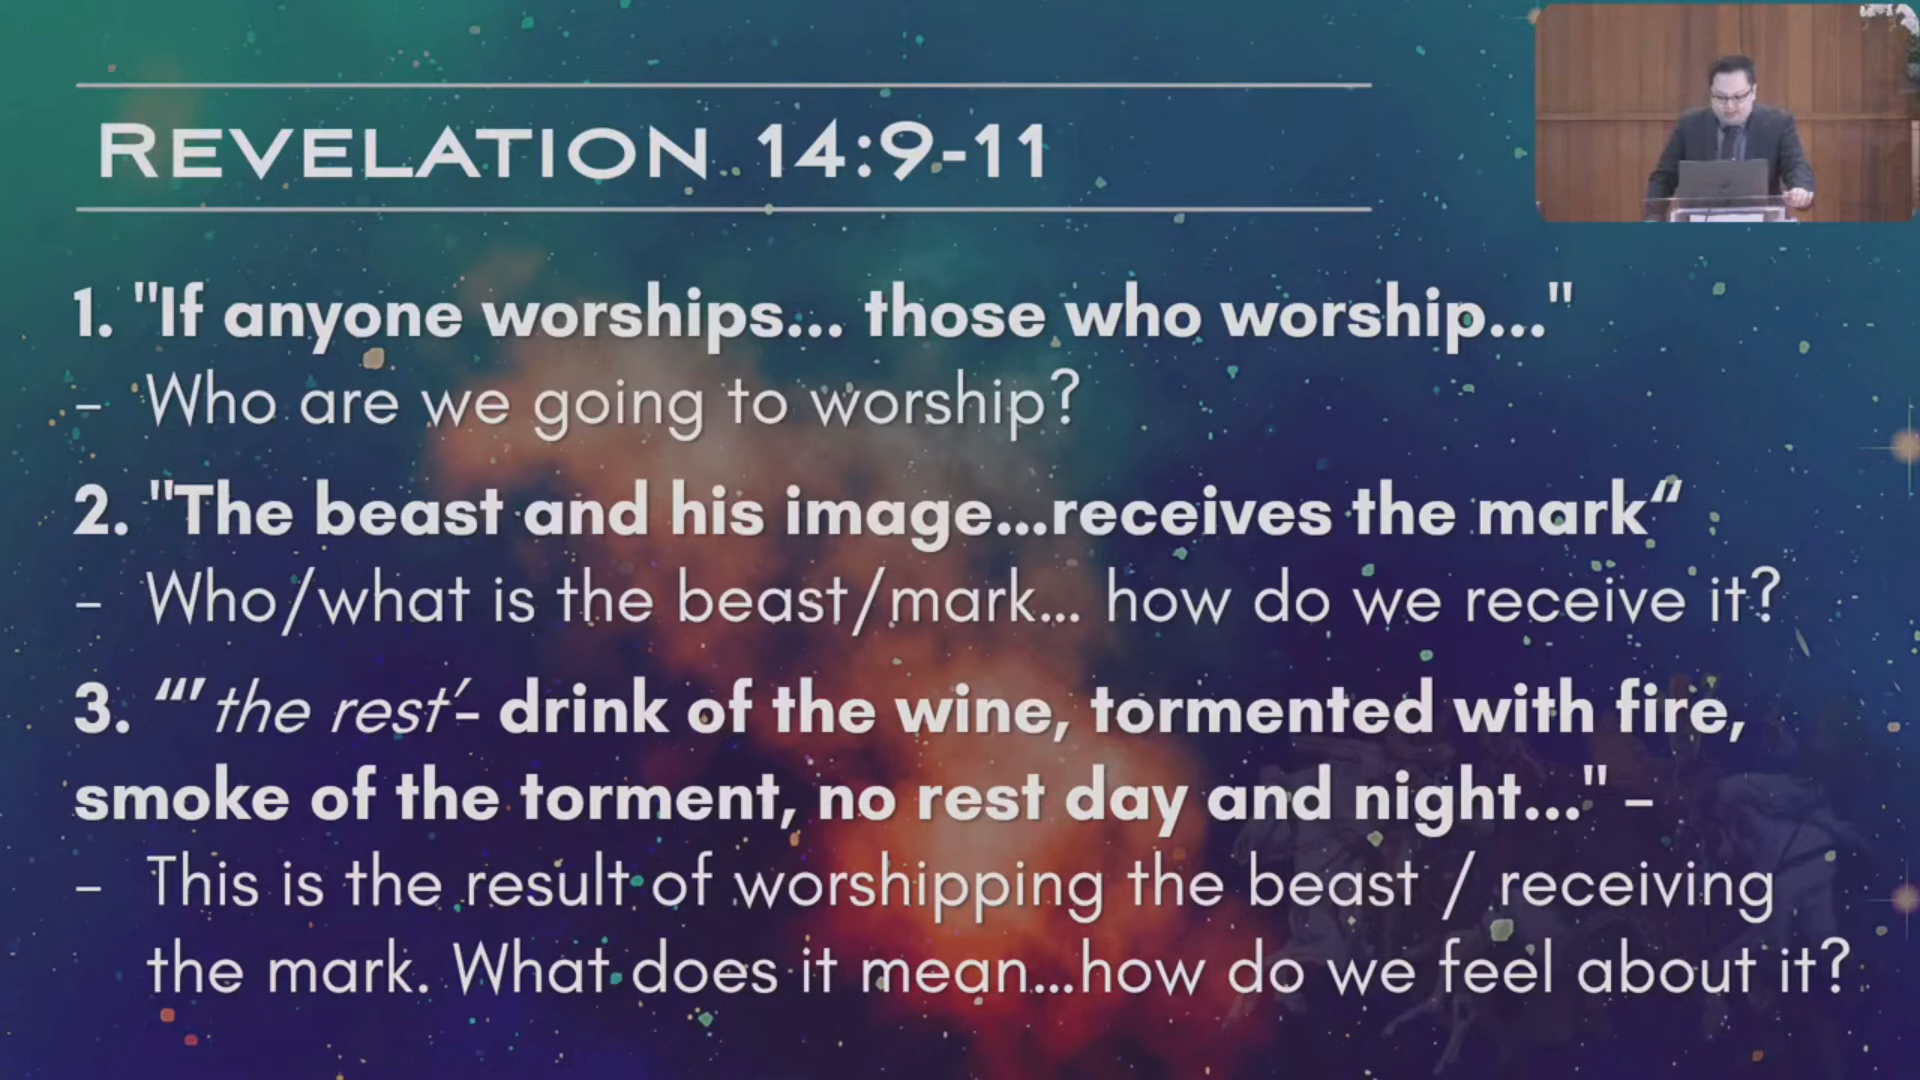 REVELATION 14:9-11
1. "If anyone worships... those who worship..."
- Who are we going to worship?
2. "The beast and his image...receives the mark“
- Who/what is the beast/mark... how do we receive it?
3. “‘the rest’- drink of the wine, tormented with fire,
smoke of the torment, no rest day and night..." -
- This is the result of worshipping the beast / receiving
the mark. What does it mean...how do we feel about it?